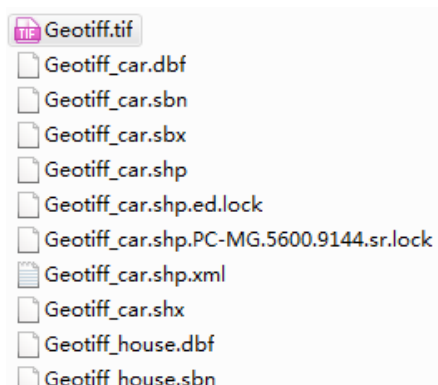 Geotiff.tif
Geotiff_car.dbf
Geotiff_car.sbn
Geotiff_car.sbx
Geotiff_car.shp
Geotiff_car.shp.ed.lock
Geotiff_car.shp.PC-MG.5600.9144.sr.lock
Geotiff_car.shp.xml
Geotiff_car.shx
Geotiff_house.dbf
Geotiff_house.sbn